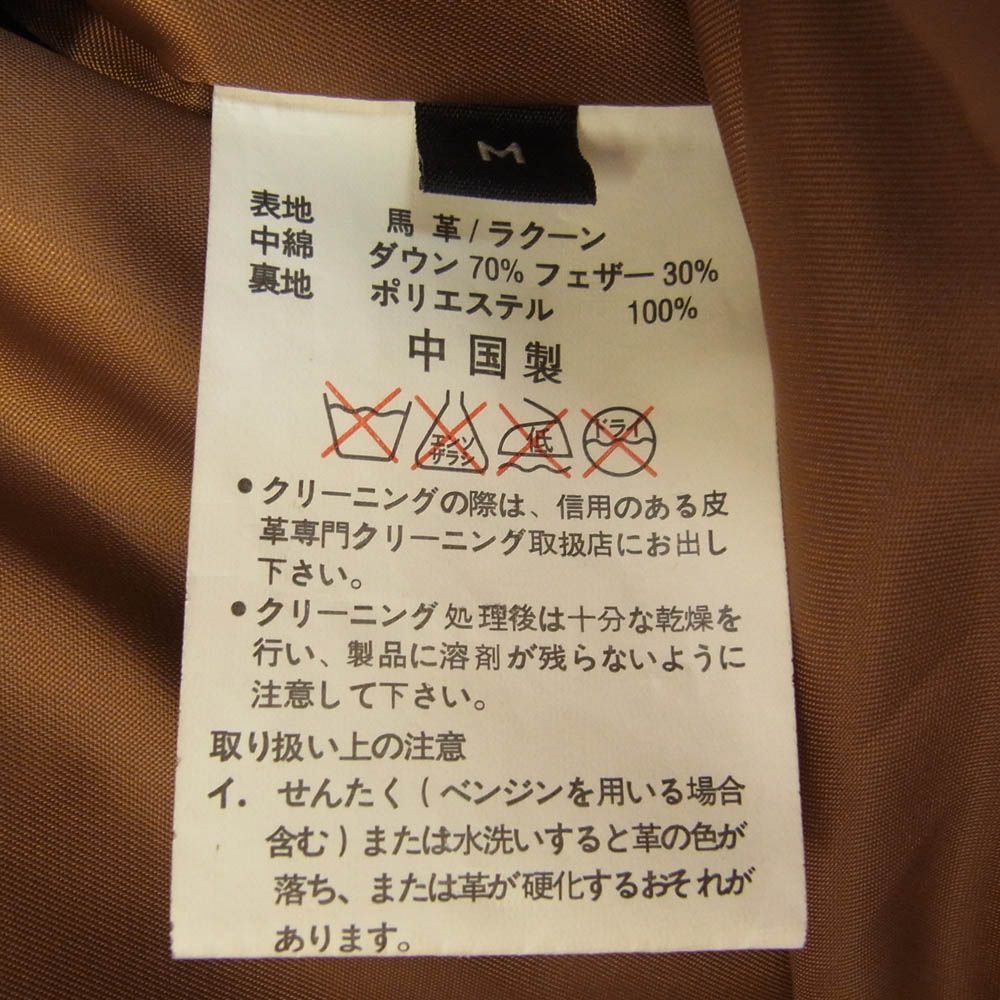 M
表地 馬革/ラクーン
中綿 ダウン 70% フェザー 30%
裏地 ポリエステル 100%
中国製
エンソ
サラシ
低
ドライ
●クリーニングの際は、信用のある皮
革専門クリーニング取扱店にお出し
下さい。
●クリーニング処理後は十分な乾燥を
行い、製品に溶剤が残らないように
注意して下さい。
取り扱い上の注意
イ. せんたく(ベンジンを用いる場合
含む)または水洗いすると革の色が
落ち、または革が硬化するおそれが
あります。